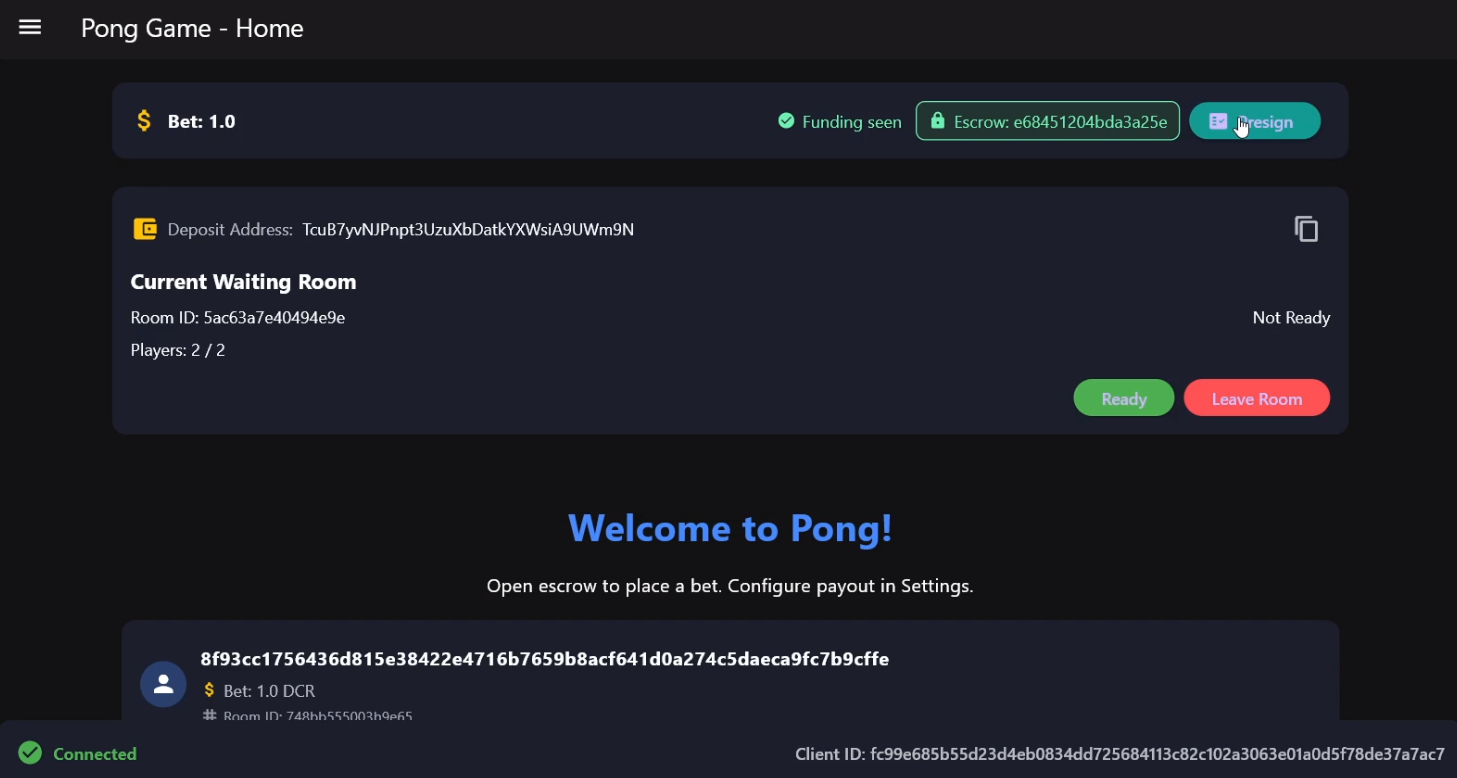 Pong Game - Home
Bet: 1.0
Funding seen
Escrow: e68451204bda3a25e
Presign
Deposit Address: TcuB7yvNJPnpt3UzuXbDatkYXWsiA9UWm9N
Current Waiting Room
Room ID: 5ac63a7e40494e9e
Not Ready
Players: 2 / 2
Ready
Leave Room
Welcome to Pong!
Open escrow to place a bet. Configure payout in Settings.
8f93cc1756436d815e38422e4716b7659b8acf641d0a274c5daeca9fc7b9cffe
Bet: 1.0 DCR
# Room ID: 748bb555003b9e65
Connected
Client ID: fc99e685b55d23d4eb0834dd725684113c82c102a3063e01a0d5f78de37a7ac7